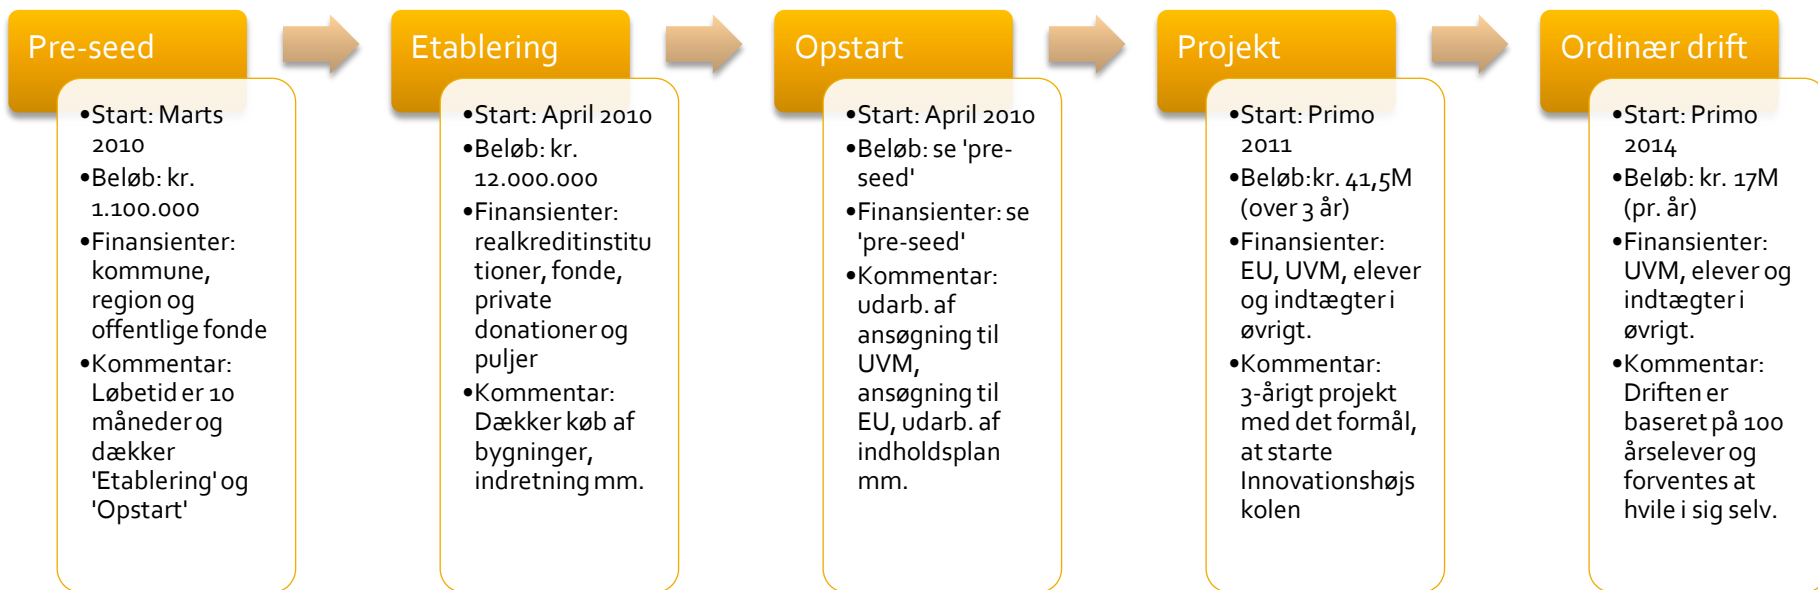 Pre-seed
•Start: Marts
2010
•Beløb: kr.
1.100.000
•Finansienter:
kommune,
region og
offentlige fonde
•Kommentar:
Løbetid er 10
måneder og
dækker
'Etablering' og
'Opstart'
Etablering
•Start: April 2010
•Beløb: kr.
12.000.000
•Finansienter:
realkreditinstitu
tioner, fonde,
private
donationer og
puljer
•Kommentar:
Dækker køb af
bygninger,
indretning mm.
Opstart
•Start: April 2010
•Beløb: se 'pre-
seed'
•Finansienter: se
'pre-seed'
•Kommentar:
udarb. af
ansøgning til
UVM,
ansøgning til
EU, udarb. af
indholdsplan
mm.
Projekt
•Start: Primo
2011
•Beløb:kr. 41,5M
(over 3 år)
•Finansienter:
EU, UVM, elever
og indtægter i
øvrigt.
•Kommentar:
3-årigt projekt
med det formål,
at starte
Innovationshøjs
kolen
Ordinær drift
•Start: Primo
2014
•Beløb: kr. 17M
(pr. år)
•Finansienter:
UVM, elever og
indtægter i
øvrigt.
•Kommentar:
Driften er
baseret på 100
årselever og
forventes at
hvile i sig selv.